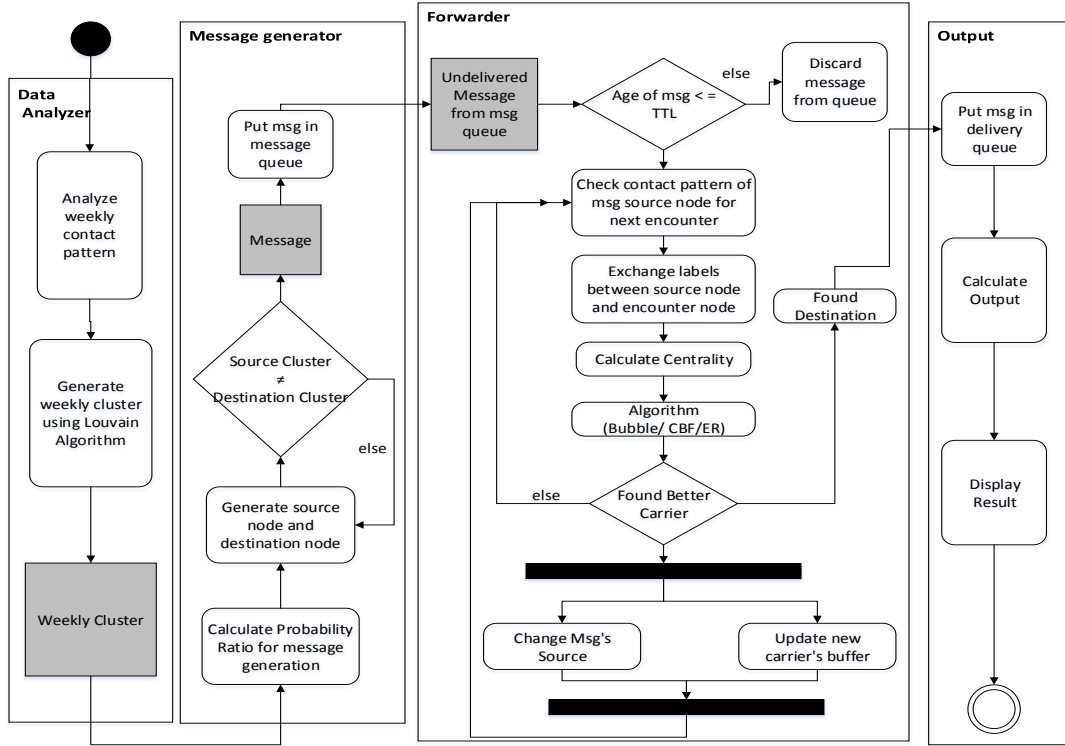 Data
Analyzer
Analyze
weekly
contact
pattern
Generate
weekly cluster
using Louvain
Algorithm
Weekly Cluster
Message generator
Put msg in
message
queue
Message
Source Cluster
≠
Destination Cluster
else
Generate source
node and
destination node
Calculate Probability
Ratio for message
generation
Forwarder
Undelivered
Message
from msg
queue
Age of msg < =
TTL
else
Discard
message
from queue
Check contact pattern of
msg source node for
next encounter
Exchange labels
between source node
and encounter node
Found
Destination
Calculate Centrality
Algorithm
(Bubble/ CBF/ER)
else
Found Better
Carrier
Change Msg's
Source
Update new
carrier's buffer
Output
Put msg in
delivery
queue
Calculate
Output
Display
Result